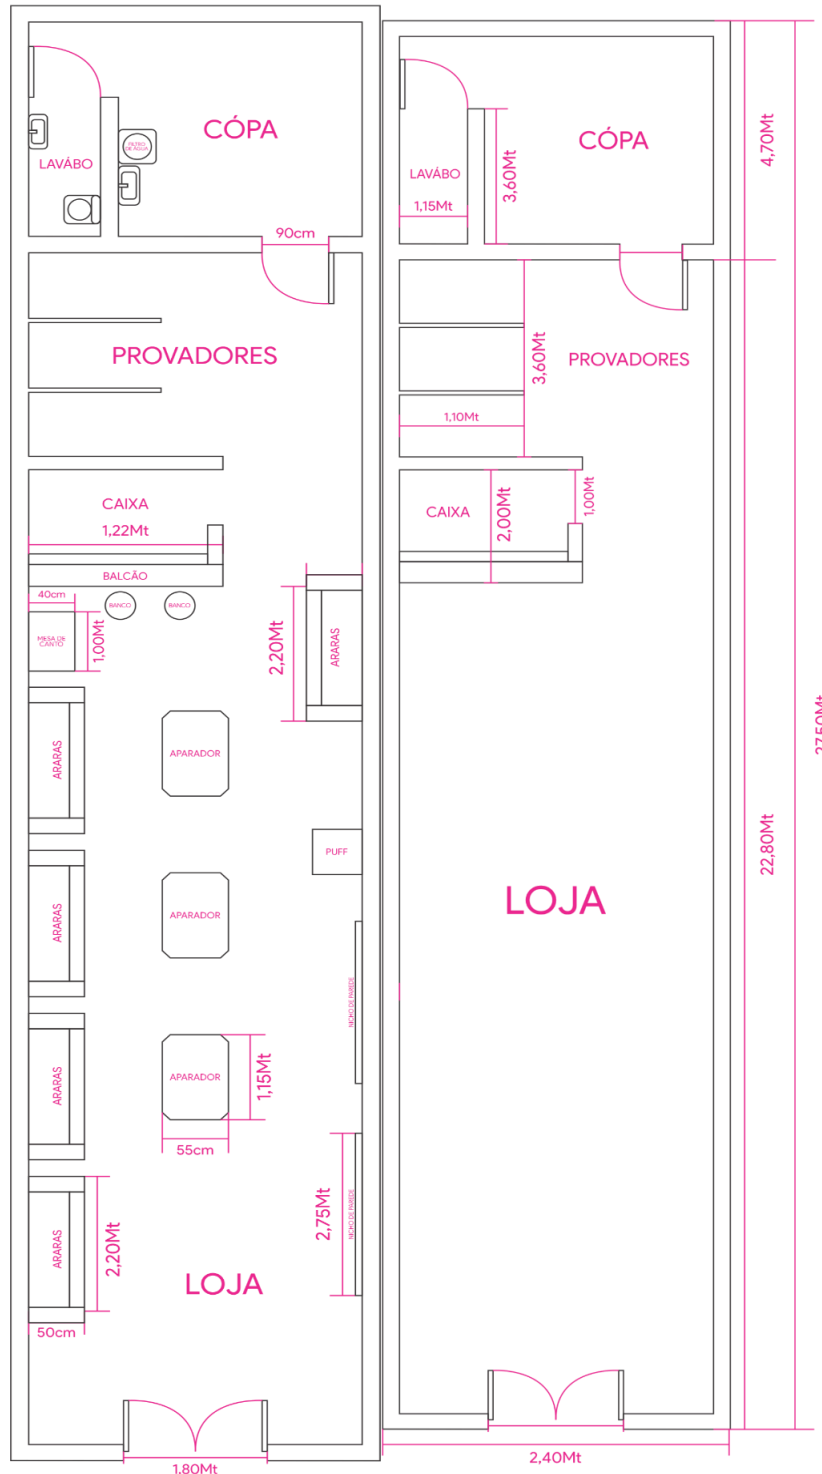 CÓPA
FILTRO
DE ÁGUA
LAVÁBO
90cm
PROVADORES
CAIXA
1,22Mt
BALCÃO
40cm
BANCO
BANCO
MESA DE
CANTO
1,00Mt
2,20Mt
ARARAS
ARARAS
APARADOR
PUFF
ARARAS
APARADOR
NICHO DE PAREDE
ARARAS
APARADOR
1,15Mt
55cm
2,75Mt
NICHO DE PAREDE
ARARAS
2,20Mt
50cm
LOJA
1,80Mt
CÓPA
4,70Mt
LAVÁBO
1,15Mt
3,60Mt
3,60Mt
PROVADORES
1,10Mt
CAIXA
2,00Mt
1,00Mt
27,50Mt
22,80Mt
LOJA
2,40Mt